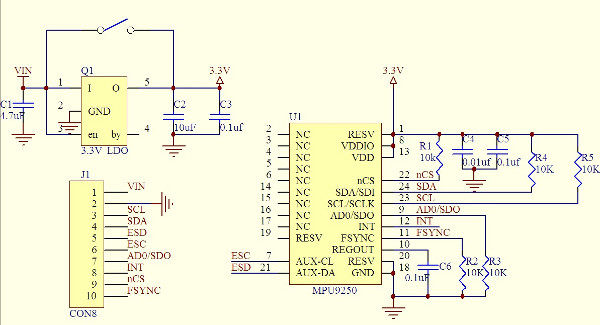 VIN
Q1
3.3V
1 I O 5
2 GND
3 en by 4
3.3V LDO
C1
4.7uF
C2
10uF
C3
0.1uf
3.3V
U1
2 NC RESV 1
3 NC VDDIO 8
4 NC VDD 13
5 NC
6 NC nCS 22 nCS
14 NC SDA/SDI 24 SDA
15 NC SCL/SCLK 23 SCL
16 NC AD0/SDO 9 AD0/SDO
17 NC INT 12 INT
19 RESV FSYNC 11 FSYNC
REGOUT 10
ESC 7 AUX-CL RESV 20
ESD 21 AUX-DA GND 18
MPU9250
R1
10k
C4
0.01uf
C5
0.1uf
R4
10K
R5
10K
C6
0.1uF
R2
10K
R3
10K
J1
1 VIN
2
3 SCL
4 SDA
5 ESD
6 ESC
7 AD0/SDO
8 INT
9 nCS
10 FSYNC
CON8